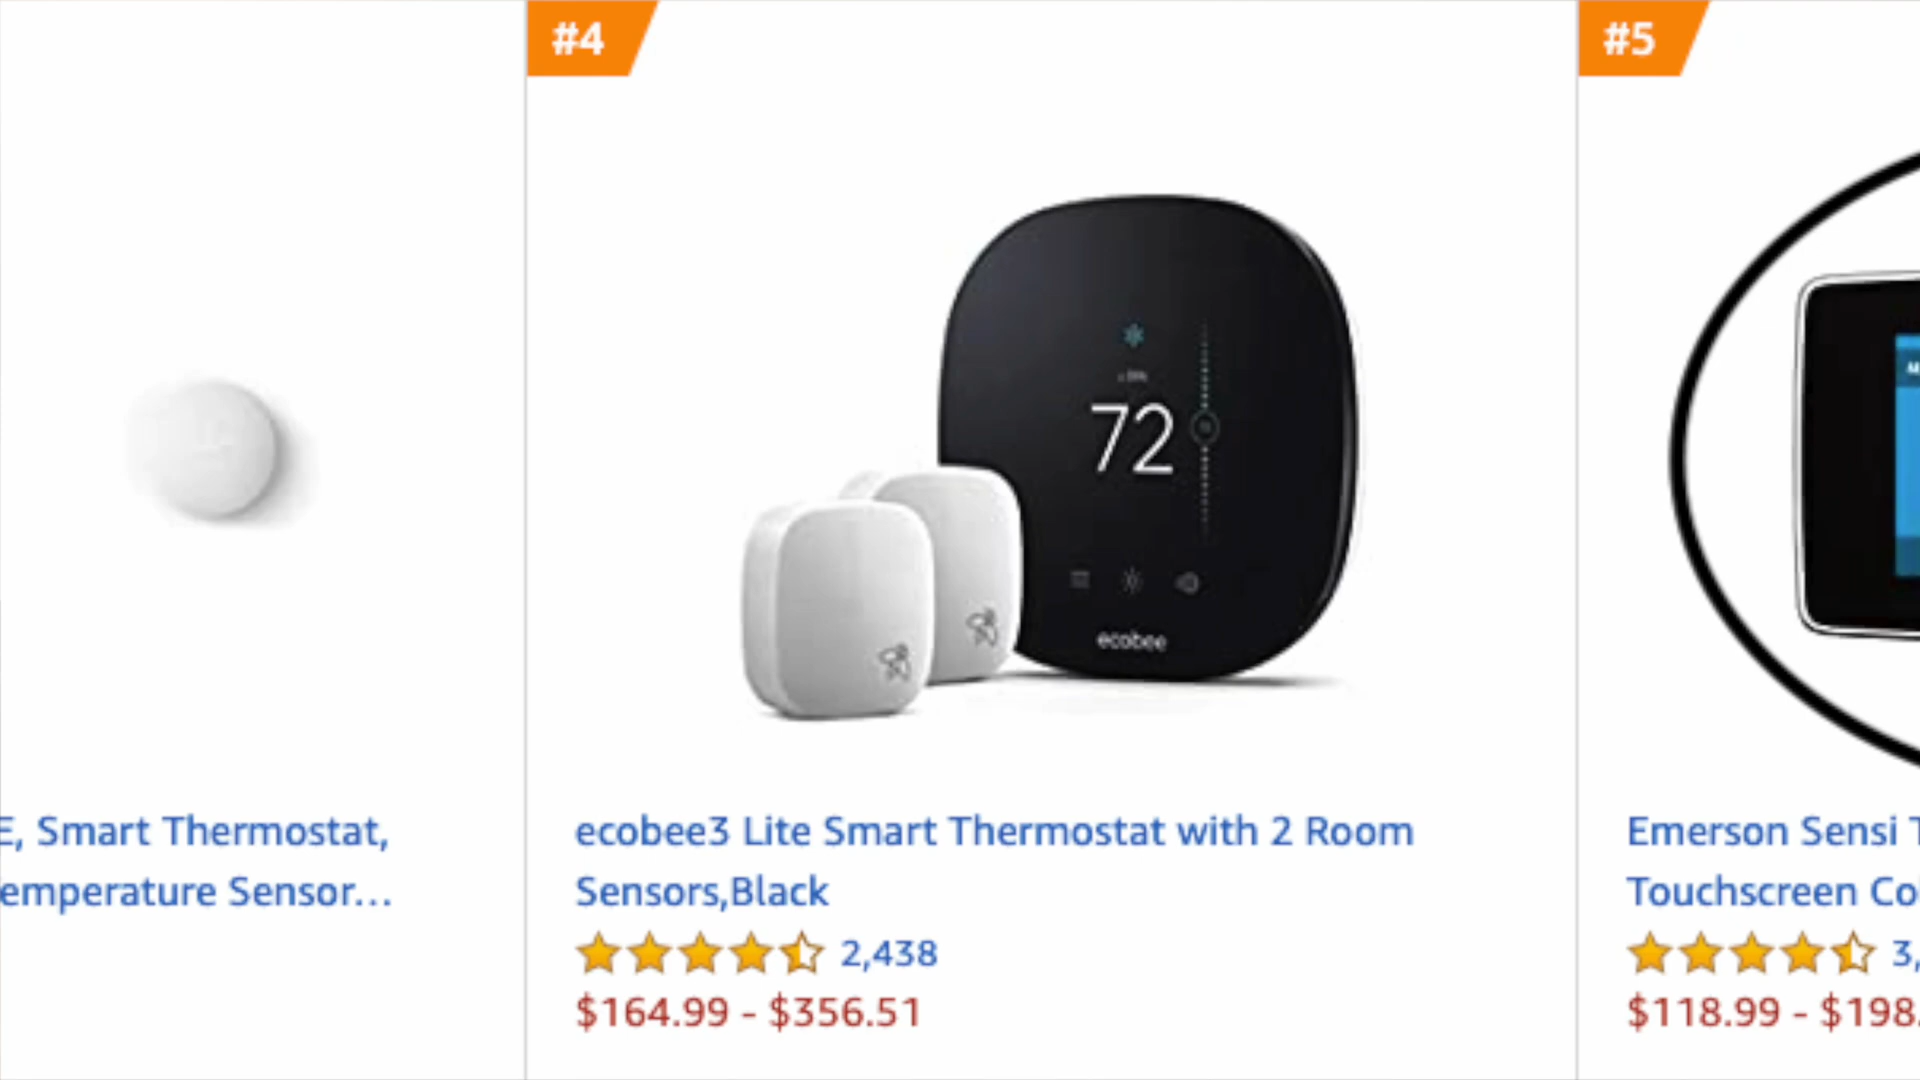 E, Smart Thermostat,
emperature Sensor...
#4
72
ecobee
ecobee3 Lite Smart Thermostat with 2 Room
Sensors,Black
2,438
$164.99 - $356.51
#5
Emerson Sensi
Touchscreen Co
3,
$118.99 - $198.